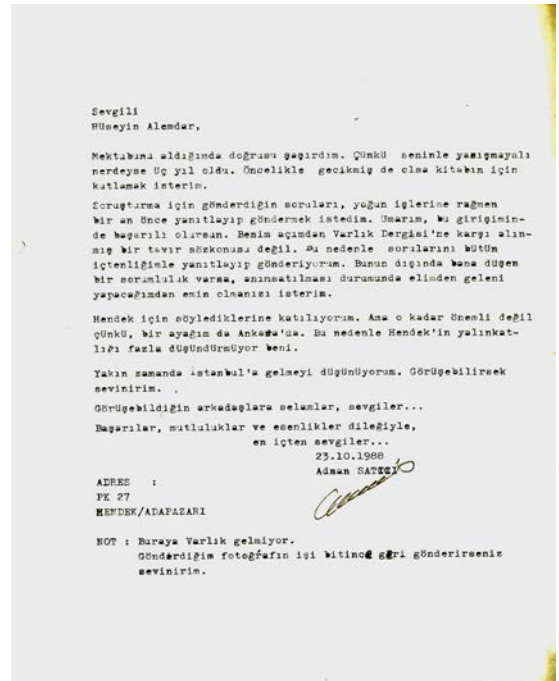 Sevgili
Hüseyin Alemdar,
Mektubunu aldığımda doğrusu şaşırdım. Çünkü seninle yazışmayalı
nerdeyse üç yıl oldu. Öncelikle gecikmiş de olsa kitabın için
kutlamak isterim.
Soruşturma için gönderdiğin soruları, yoğun işlerine rağmen
bir an önce yanıtlayıp göndermek istedim. Umarım, bu girişimin-
de başarılı olursun. Benim açımdan Varlık Dergisi'ne karşı alın-
mış bir tavır sözkonusu değil. Bu nedenle sorularını bütün
içtenliğimle yanıtlayıp gönderiyorum. Bunun dışında bana düşen
bir sorumluluk varsa, anımsatılması durumunda elimden geleni
yapacağımdan emin olmanızı isterim.
Hendek için söylediklerine katılıyorum. Ama o kadar önemli değil
çünkü, bir ayağım da Ankara'da. Bu nedenle Hendek'in yalınkat-
lığı fazla düşündürmüyor beni.
Yakın zamanda İstanbul'a gelmeyi düşünüyorum. Görüşebilirsek
sevinirim.
Görüşebildiğin arkadaşlara selamlar, sevgiler...
Başarılar, mutluluklar ve esenlikler dileğiyle,
en içten sevgiler...
23.10.1988
Adnan SATICI
ADRES :
PK 27
HENDEK/ADAPAZARI
NOT : Buraya Varlık gelmiyor.
Gönderdiğim fotoğrafın işi bitince geri gönderirseniz
sevinirim.